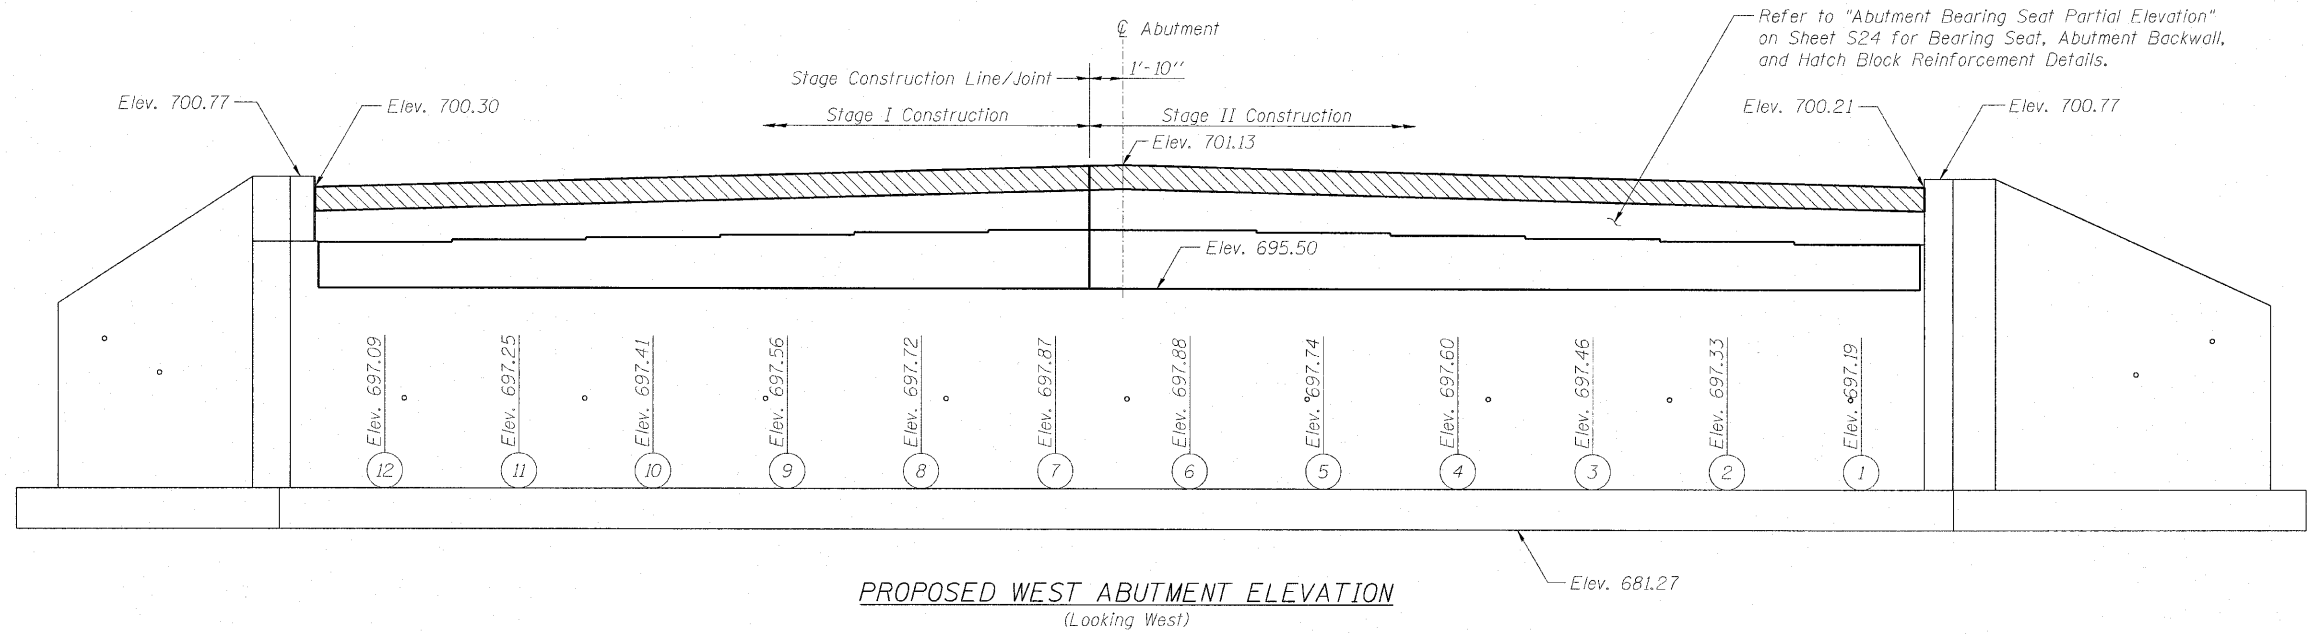 Refer to "Abutment Bearing Seat Partial Elevation"
on Sheet S24 for Bearing Seat, Abutment Backwall,
and Hatch Block Reinforcement Details.
℄ Abutment
1'-10"
Stage Construction Line/Joint
Elev. 700.77
Elev. 700.30
Stage I Construction
Stage II Construction
Elev. 700.21
Elev. 700.77
Elev. 701.13
Elev. 695.50
Elev. 697.09
Elev. 697.25
Elev. 697.41
Elev. 697.56
Elev. 697.72
Elev. 697.87
Elev. 697.88
Elev. 697.74
Elev. 697.60
Elev. 697.46
Elev. 697.33
Elev. 697.19
12
11
10
9
8
7
6
5
4
3
2
1
Elev. 681.27
PROPOSED WEST ABUTMENT ELEVATION
(Looking West)